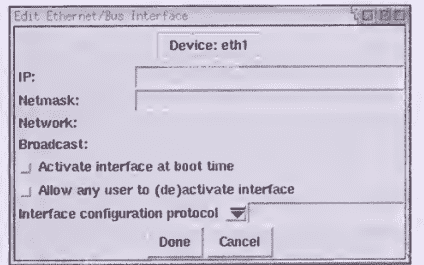 Edit Ethernet/Bus Interface
Device: eth1
IP:
Netmask:
Network:
Broadcast:
Activate interface at boot time
Allow any user to (de)activate interface
Interface configuration protocol
Done Cancel